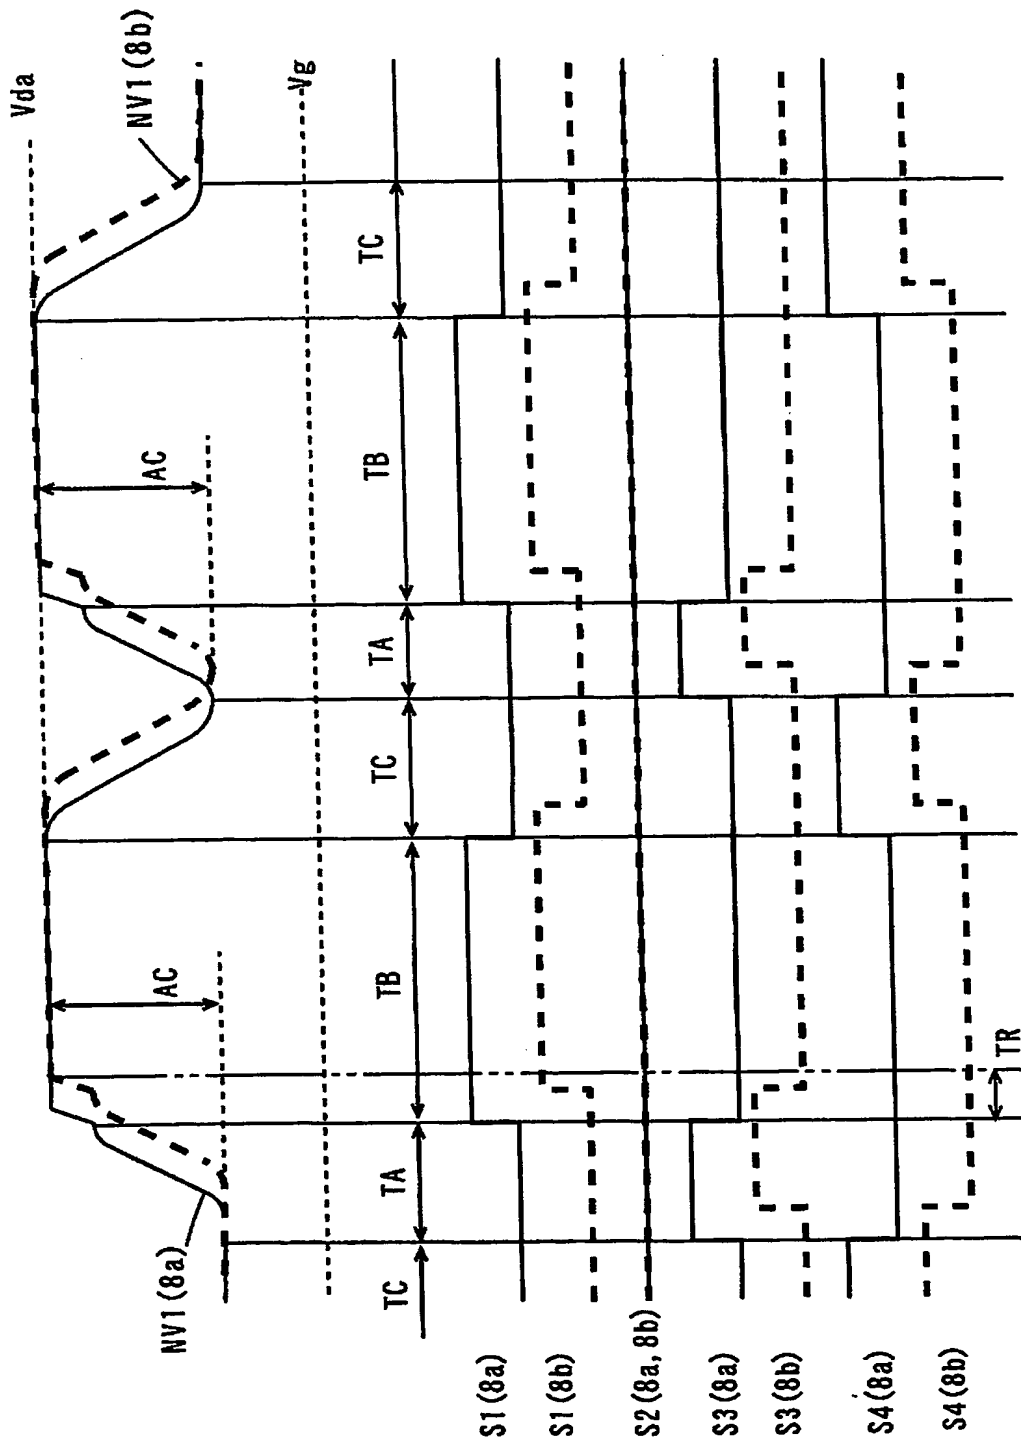 Vda
NV1(8b)
AC
AC
NV1(8a)
Vg
TC
TA
TB
TC
TA
TB
TC
S1(8a)
S1(8b)
S2(8a,8b)
S3(8a)
S3(8b)
S4(8a)
S4(8b)
TR